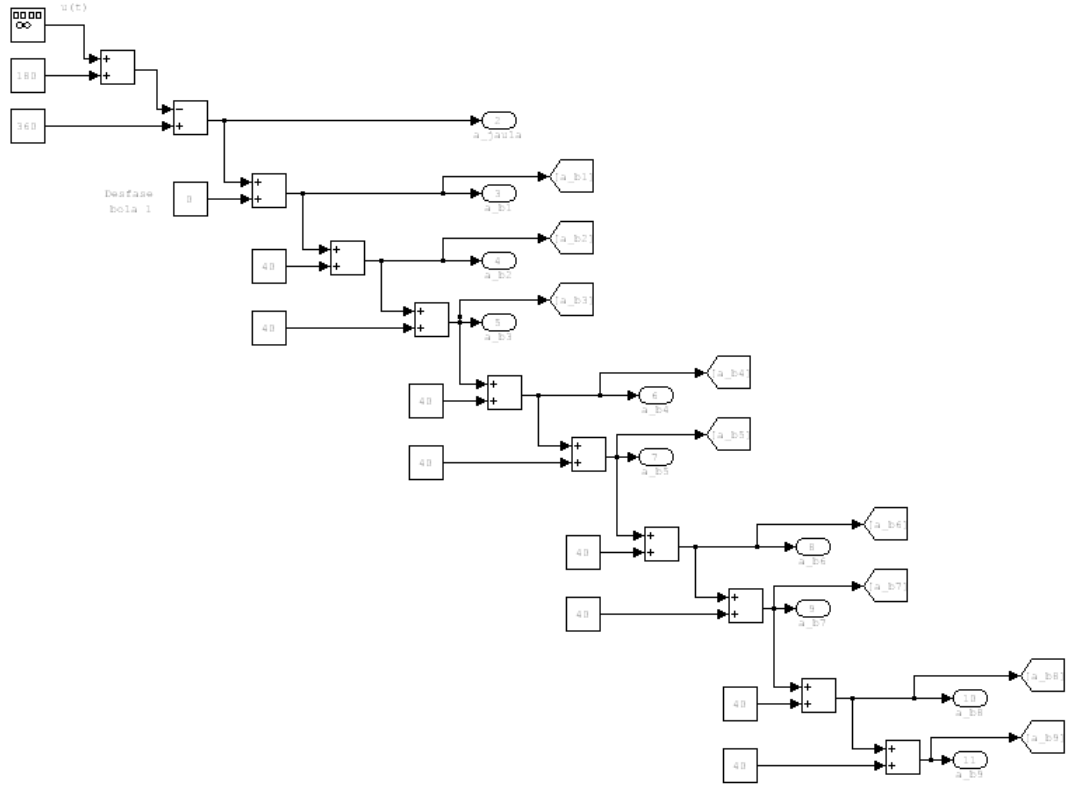 u(t)
180
360
2
a_jaula
Desfase
bola 1
0
[a_b1]
3
a_b1
40
[a_b2]
4
a_b2
40
[a_b3]
5
a_b3
40
[a_b4]
6
a_b4
40
[a_b5]
7
a_b5
40
[a_b6]
8
a_b6
40
[a_b7]
9
a_b7
40
[a_b8]
10
a_b8
40
[a_b9]
11
a_b9